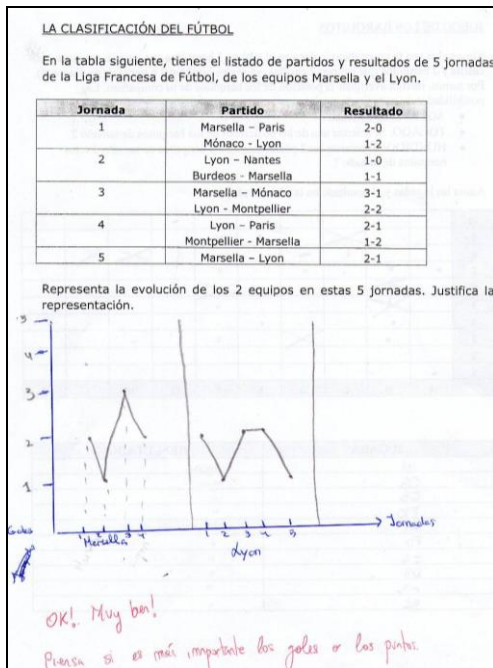 LA CLASIFICACIÓN DEL FÚTBOL
En la tabla siguiente, tienes el listado de partidos y resultados de 5 jornadas
de la Liga Francesa de Fútbol, de los equipos Marsella y el Lyon.
Jornada Partido Resultado
1 Marsella – Paris 2-0
Mónaco - Lyon 1-2
2 Lyon – Nantes 1-0
Burdeos - Marsella 1-1
3 Marsella – Mónaco 3-1
Lyon - Montpellier 2-2
4 Lyon – Paris 2-1
Montpellier - Marsella 1-2
5 Marsella – Lyon 2-1
Representa la evolución de los 2 equipos en estas 5 jornadas. Justifica la
representación.
5
4
3
2
1
Goles 1 2 3 4 1 2 3 4 5 Jornadas
Marsella Lyon
OK! Muy ben!
Piensa si es más importante los goles o los puntos.